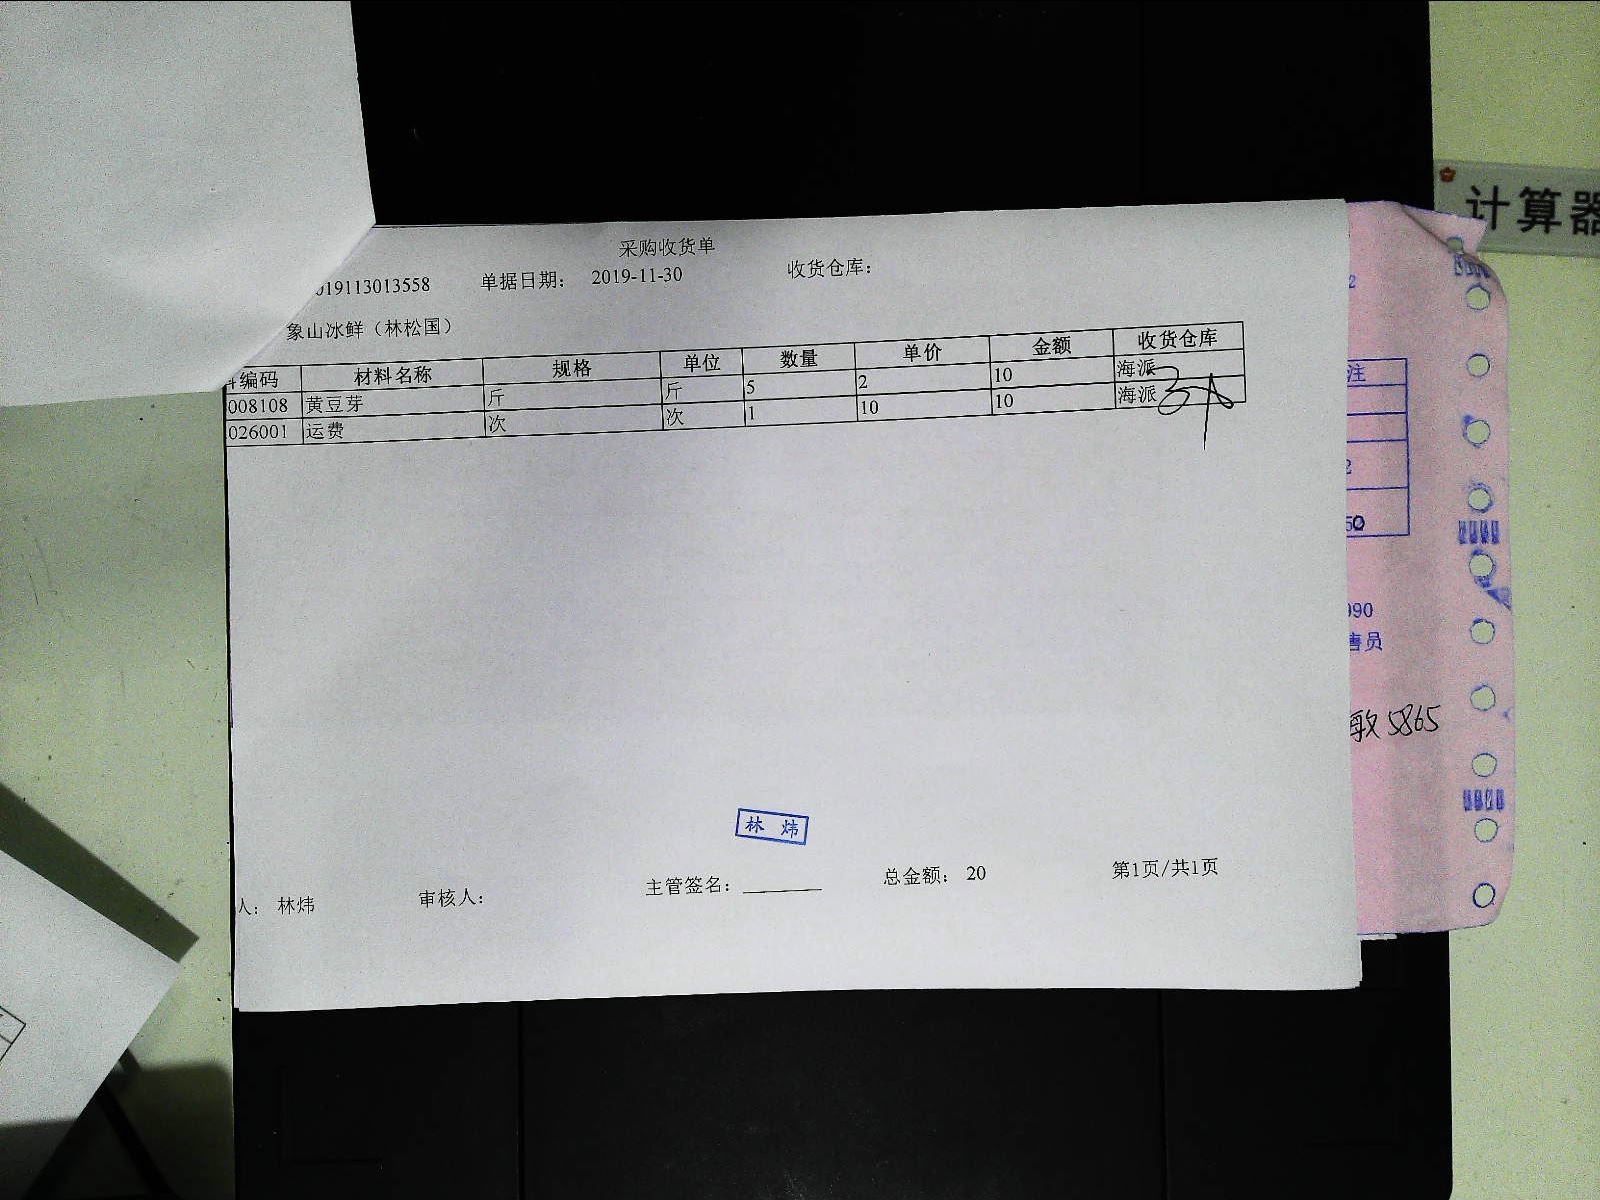 采购收货单
019113013558 单据日期： 2019-11-30 收货仓库：
象山冰鲜（林松国）
编码 材料名称 规格 单位 数量 单价 金额 收货仓库
008108 黄豆芽 斤 斤 5 2 10 海派
026001 运费 次 次 1 10 10 海派
林 炜
人： 林炜 审核人： 主管签名： 总金额： 20 第1页/共1页
计算器
2
注
2
50
990
售员
敏 5865